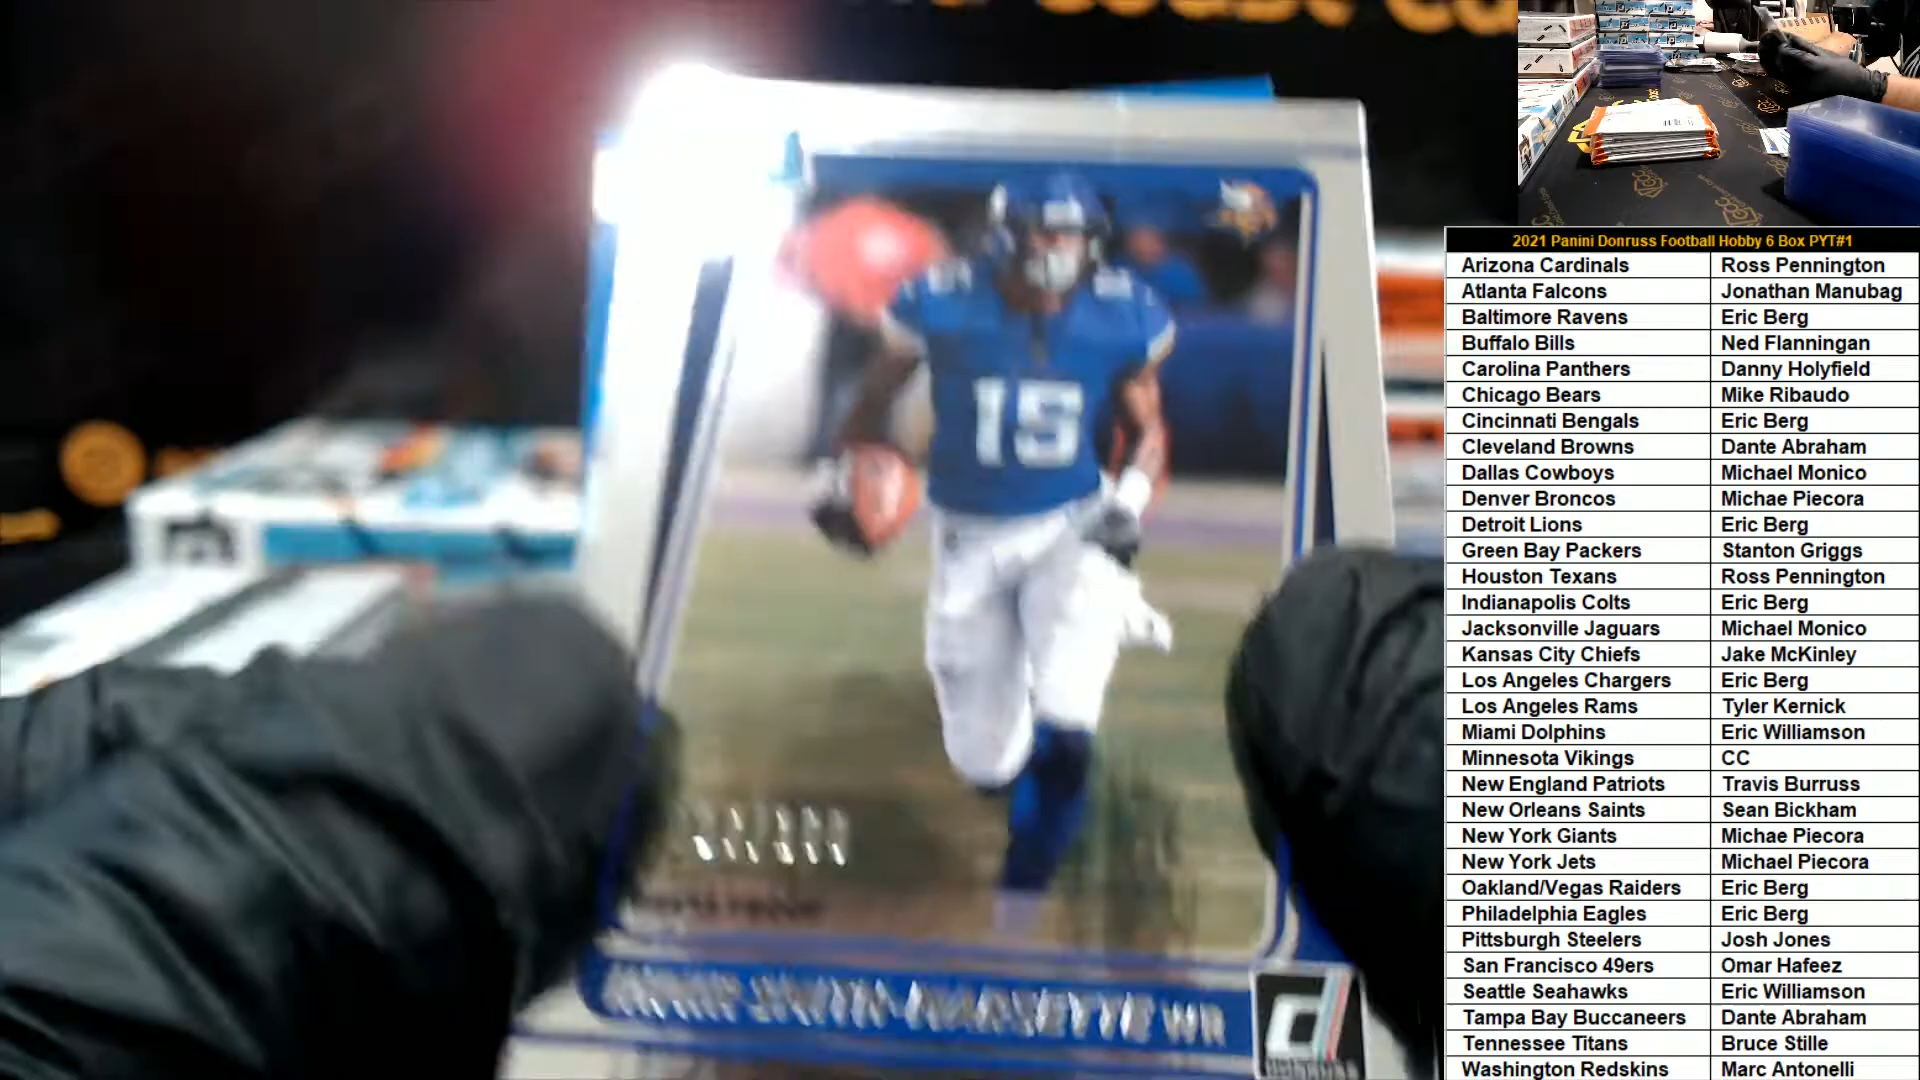 2021 Panini Donruss Football Hobby 6 Box PYT#1
Arizona Cardinals Ross Pennington
Atlanta Falcons Jonathan Manubag
Baltimore Ravens Eric Berg
Buffalo Bills Ned Flanningan
Carolina Panthers Danny Holyfield
Chicago Bears Mike Ribaudo
Cincinnati Bengals Eric Berg
Cleveland Browns Dante Abraham
Dallas Cowboys Michael Monico
Denver Broncos Michae Piecora
Detroit Lions Eric Berg
Green Bay Packers Stanton Griggs
Houston Texans Ross Pennington
Indianapolis Colts Eric Berg
Jacksonville Jaguars Michael Monico
Kansas City Chiefs Jake McKinley
Los Angeles Chargers Eric Berg
Los Angeles Rams Tyler Kernick
Miami Dolphins Eric Williamson
Minnesota Vikings CC
New England Patriots Travis Burruss
New Orleans Saints Sean Bickham
New York Giants Michae Piecora
New York Jets Michael Piecora
Oakland/Vegas Raiders Eric Berg
Philadelphia Eagles Eric Berg
Pittsburgh Steelers Josh Jones
San Francisco 49ers Omar Hafeez
Seattle Seahawks Eric Williamson
Tampa Bay Buccaneers Dante Abraham
Tennessee Titans Bruce Stille
Washington Redskins Marc Antonelli
15
WR